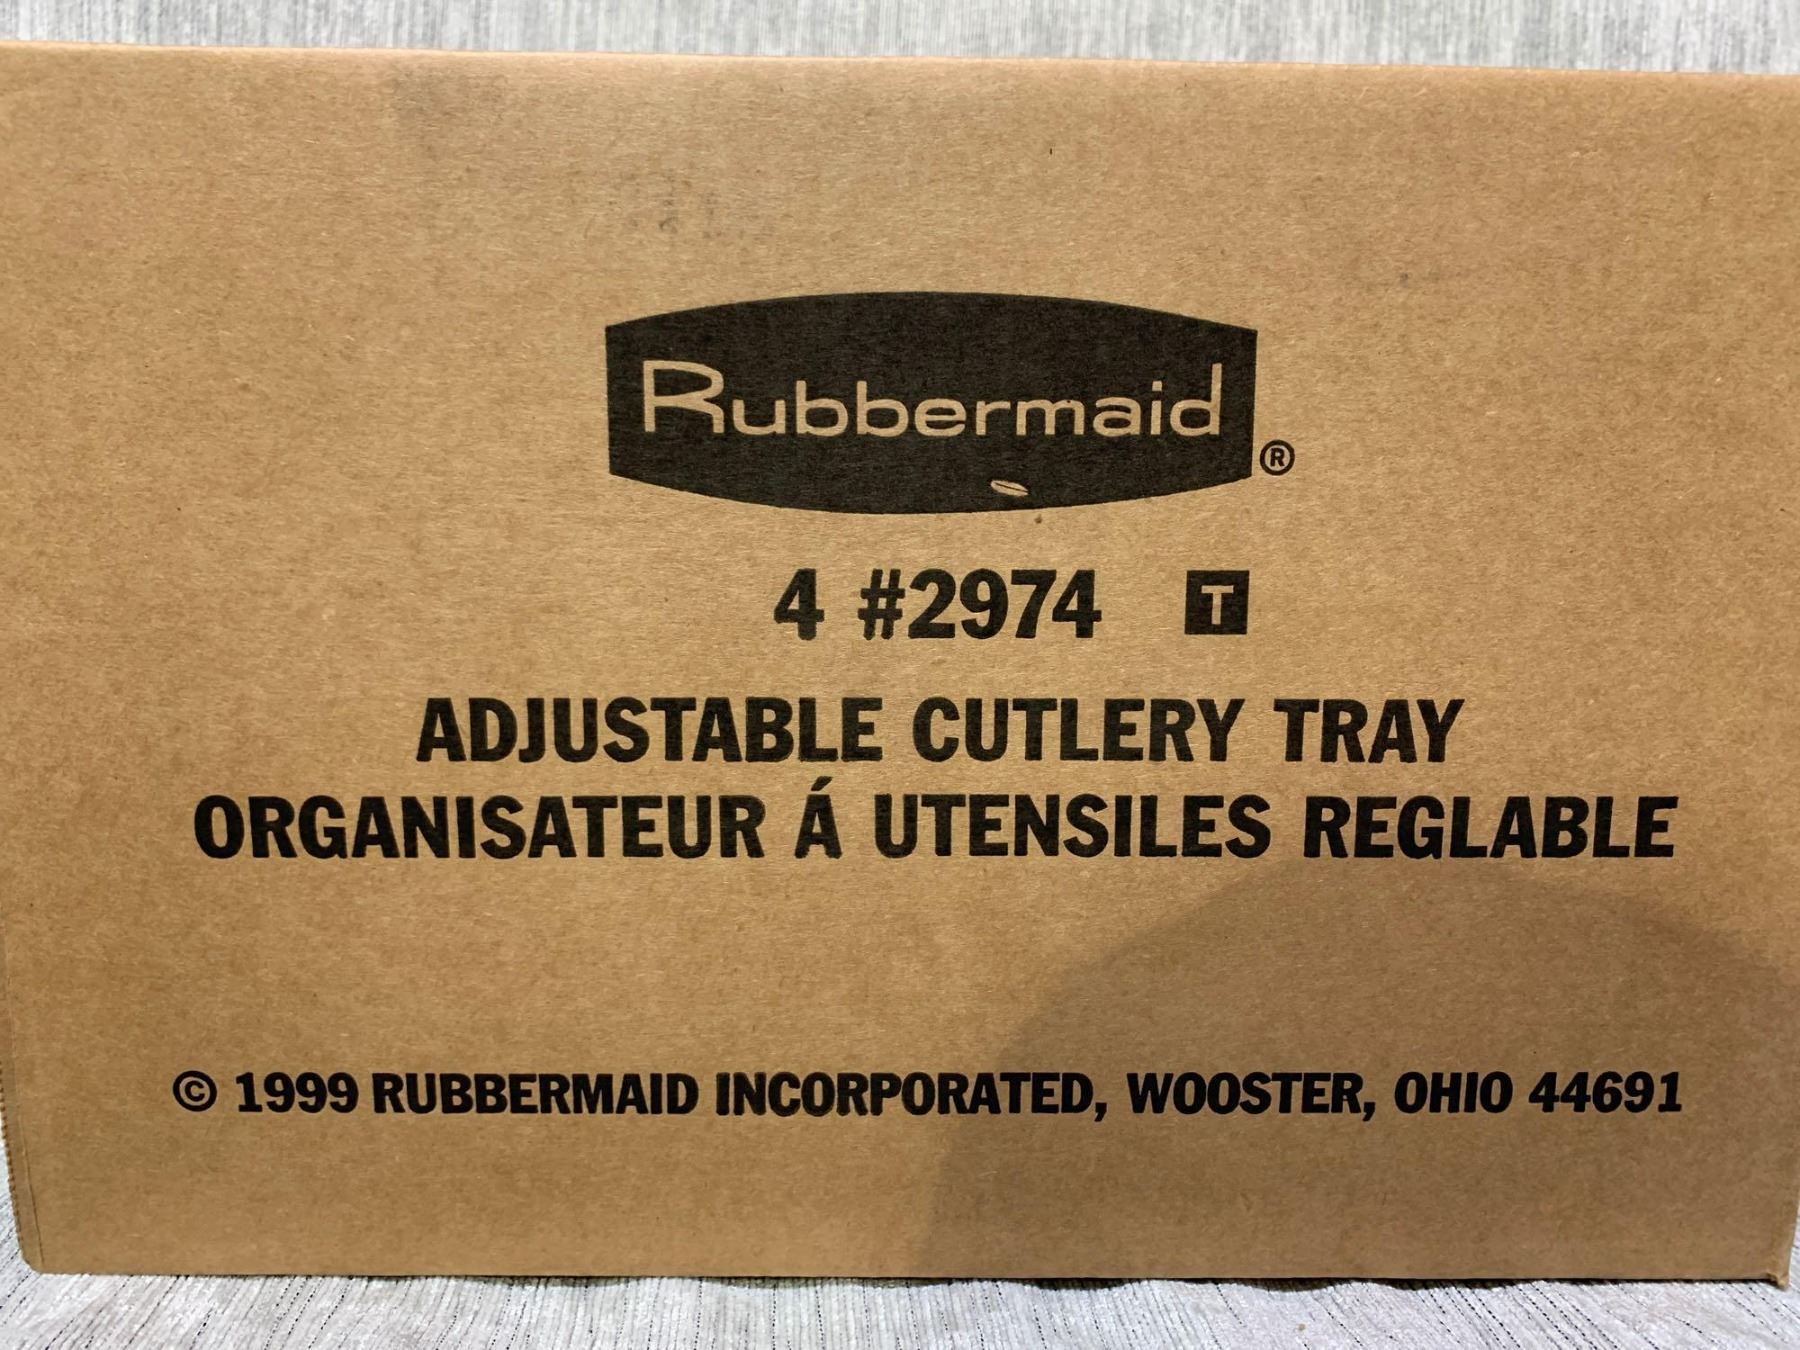 Rubbermaid ®
4 #2974 T
ADJUSTABLE CUTLERY TRAY
ORGANISATEUR Á UTENSILES REGLABLE
© 1999 RUBBERMAID INCORPORATED, WOOSTER, OHIO 44691